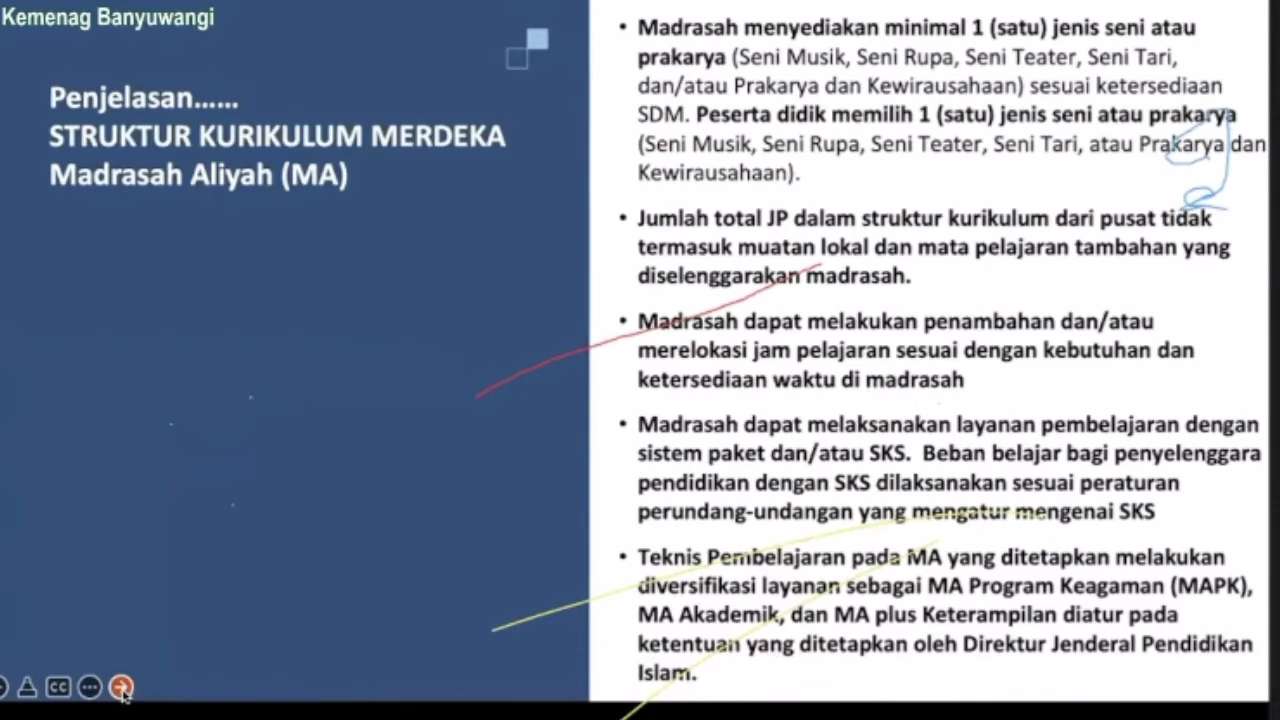 Kemenag Banyuwangi
Penjelasan......
STRUKTUR KURIKULUM MERDEKA
Madrasah Aliyah (MA)
• Madrasah menyediakan minimal 1 (satu) jenis seni atau
prakarya (Seni Musik, Seni Rupa, Seni Teater, Seni Tari,
dan/atau Prakarya dan Kewirausahaan) sesuai ketersediaan
SDM. Peserta didik memilih 1 (satu) jenis seni atau prakarya
(Seni Musik, Seni Rupa, Seni Teater, Seni Tari, atau Prakarya dan
Kewirausahaan).
• Jumlah total JP dalam struktur kurikulum dari pusat tidak
termasuk muatan lokal dan mata pelajaran tambahan yang
diselenggarakan madrasah.
• Madrasah dapat melakukan penambahan dan/atau
merelokasi jam pelajaran sesuai dengan kebutuhan dan
ketersediaan waktu di madrasah
• Madrasah dapat melaksanakan layanan pembelajaran dengan
sistem paket dan/atau SKS. Beban belajar bagi penyelenggara
pendidikan dengan SKS dilaksanakan sesuai peraturan
perundang-undangan yang mengatur mengenai SKS
• Teknis Pembelajaran pada MA yang ditetapkan melakukan
diversifikasi layanan sebagai MA Program Keagaman (MAPK),
MA Akademik, dan MA plus Keterampilan diatur pada
ketentuan yang ditetapkan oleh Direktur Jenderal Pendidikan
Islam.
CC